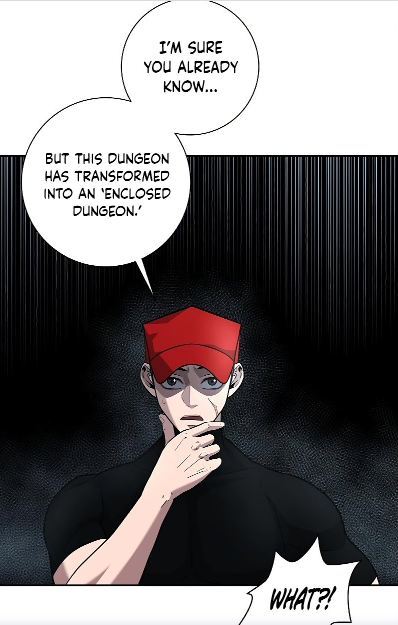 I'M SURE
YOU ALREADY
KNOW...
BUT THIS DUNGEON
HAS TRANSFORMED
INTO AN 'ENCLOSED
DUNGEON.'
WHAT?!